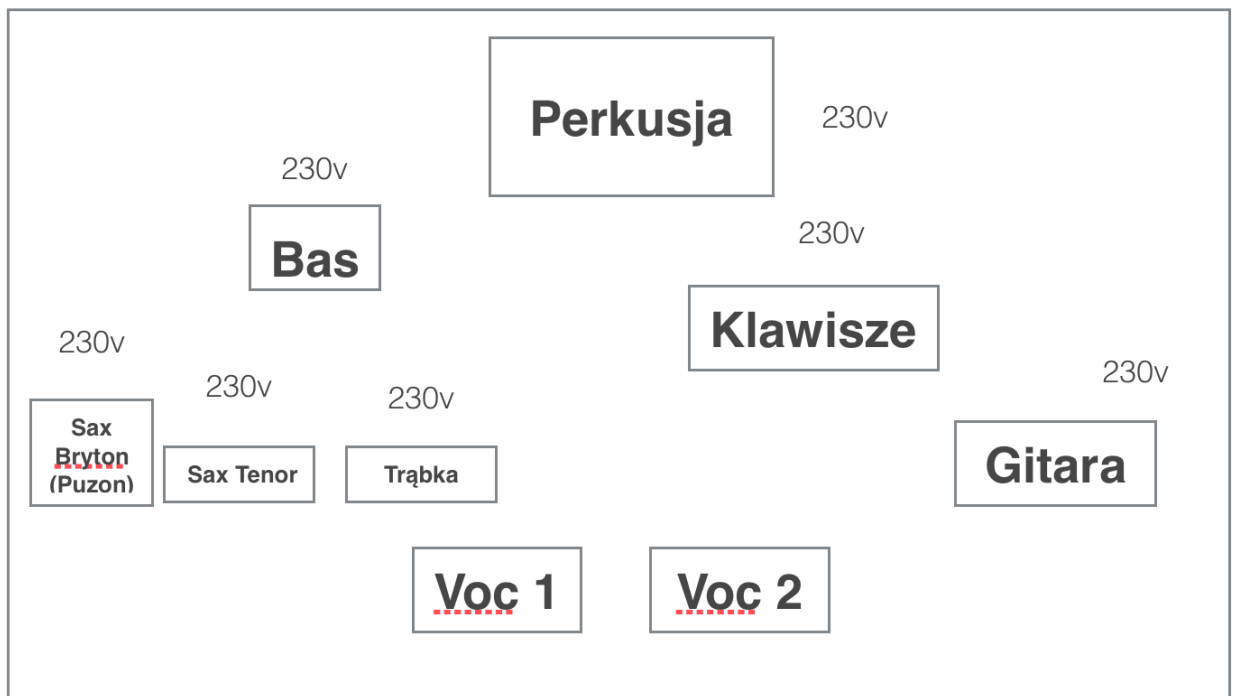 Perkusja
230v
230v
Bas
230v
Klawisze
230v
Sax
Bryton
(Puzon)
230v
Sax Tenor
230v
Trąbka
230v
Gitara
Voc 1
Voc 2